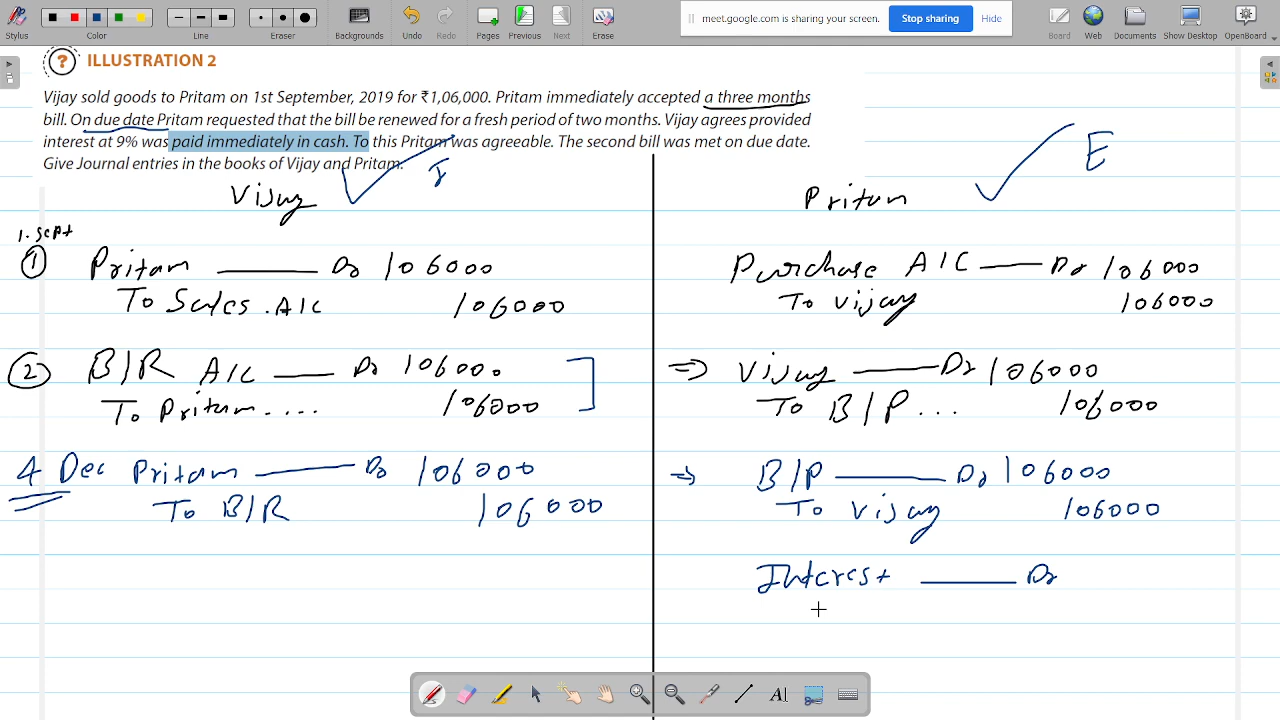 Stylus
Color
Line
Eraser
Backgrounds
Undo
Redo
Pages
Previous
Next
Erase
meet.google.com is sharing your screen.
Stop sharing
Hide
Board
Web
Documents
Show Desktop
OpenBoard
? ILLUSTRATION 2
Vijay sold goods to Pritam on 1st September, 2019 for ₹1,06,000. Pritam immediately accepted a three months
bill. On due date Pritam requested that the bill be renewed for a fresh period of two months. Vijay agrees provided
interest at 9% was paid immediately in cash. To this Pritam was agreeable. The second bill was met on due date.
Give Journal entries in the books of Vijay and Pritam.
I
E
Vijay
1. Sept
① Pritam —— Dr 106000
To Sales .A/C 106000
② B/R A/C —— Dr 106000
To Pritam.... 106000
4 Dec Pritam —— Dr 106000
To B/R 106000
Pritam
Purchase A/C —— Dr 106000
To Vijay 106000
⇒ Vijay —— Dr 106000
To B/P... 106000
⇒ B/P —— Dr 106000
To Vijay 106000
Interest —— Dr
AI